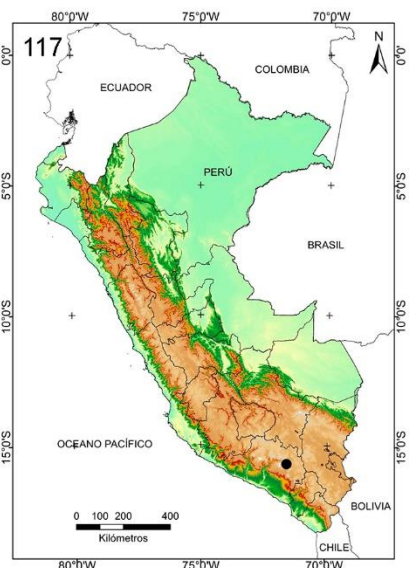 80°0'W 75°0'W 70°0'W
117
N
0°0' 0°0'
COLOMBIA
ECUADOR
PERÚ
5°0'S 5°0'S
BRASIL
10°0'S 10°0'S
OCEANO PACÍFICO
15°0'S 15°0'S
BOLIVIA
0 100 200 400
Kilómetros
CHILE
80°0'W 75°0'W 70°0'W